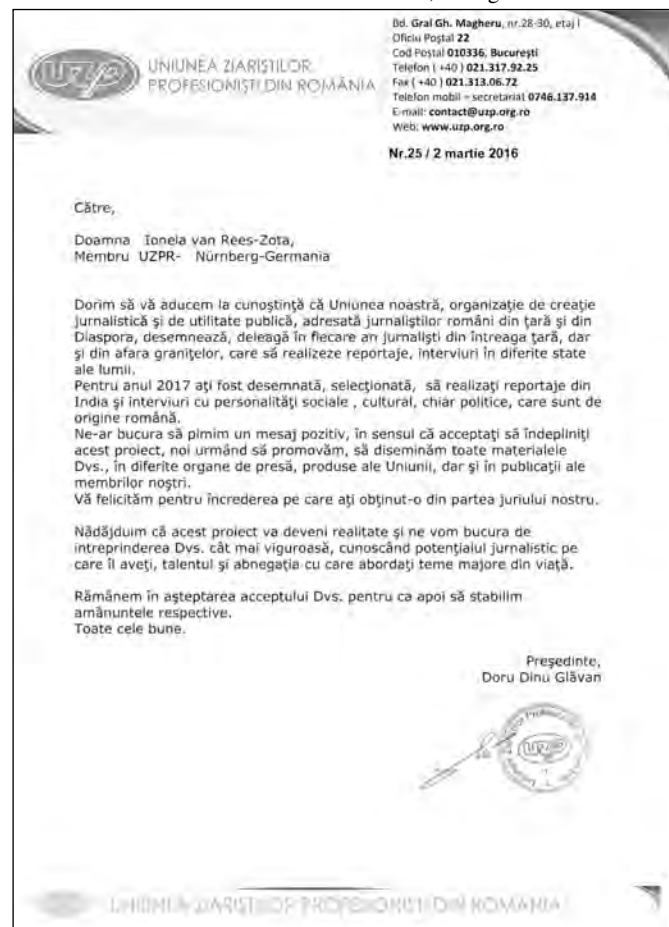 Bd. Gral Gh. Magheru, nr.28-30, etaj I
Oficiu Poştal 22
Cod Postal 010336, Bucureşti
Telefon ( +40 ) 021.317.92.25
Fax ( +40 ) 021.313.06.72
Telefon mobil – secretariat 0746.137.914
E-mail: contact@uzp.org.ro
Web: www.uzp.org.ro
uzp
UNIUNEA ZIARIŞTILOR
PROFESIONIŞTI DIN ROMÂNIA
Nr.25 / 2 martie 2016
Către,
Doamna Ionela van Rees-Zota,
Membru UZPR- Nürnberg-Germania
Dorim să vă aducem la cunoştinţă că Uniunea noastră, organizaţie de creaţie
jurnalistică şi de utilitate publică, adresată jurnaliştilor români din ţară şi din
Diaspora, desemnează, deleagă în fiecare an jurnalişti din întreaga ţară, dar
şi din afara graniţelor, care să realizeze reportaje, interviuri în diferite state
ale lumii.
Pentru anul 2017 aţi fost desemnată, selecţionată, să realizaţi reportaje din
India şi interviuri cu personalităţi sociale , cultural, chiar politice, care sunt de
origine română.
Ne-ar bucura să pimim un mesaj pozitiv, în sensul că acceptaţi să îndepliniţi
acest proiect, noi urmând să promovăm, să diseminăm toate materialele
Dvs., în diferite organe de presă, produse ale Uniunii, dar şi în publicaţii ale
membrilor noştri.
Vă felicităm pentru încrederea pe care aţi obţinut-o din partea juriului nostru.
Nădăjduim că acest proiect va deveni realitate şi ne vom bucura de
intreprinderea Dvs. cât mai viguroasă, cunoscând potenţialul jurnalistic pe
care îl aveţi, talentul şi abnegaţia cu care abordaţi teme majore din viaţă.
Rămânem în aşteptarea acceptului Dvs. pentru ca apoi să stabilim
amănuntele respective.
Toate cele bune.
Preşedinte,
Doru Dinu Glăvan
UNIUNEA ZIARIŞTILOR PROFESIONIŞTI DIN ROMÂNIA